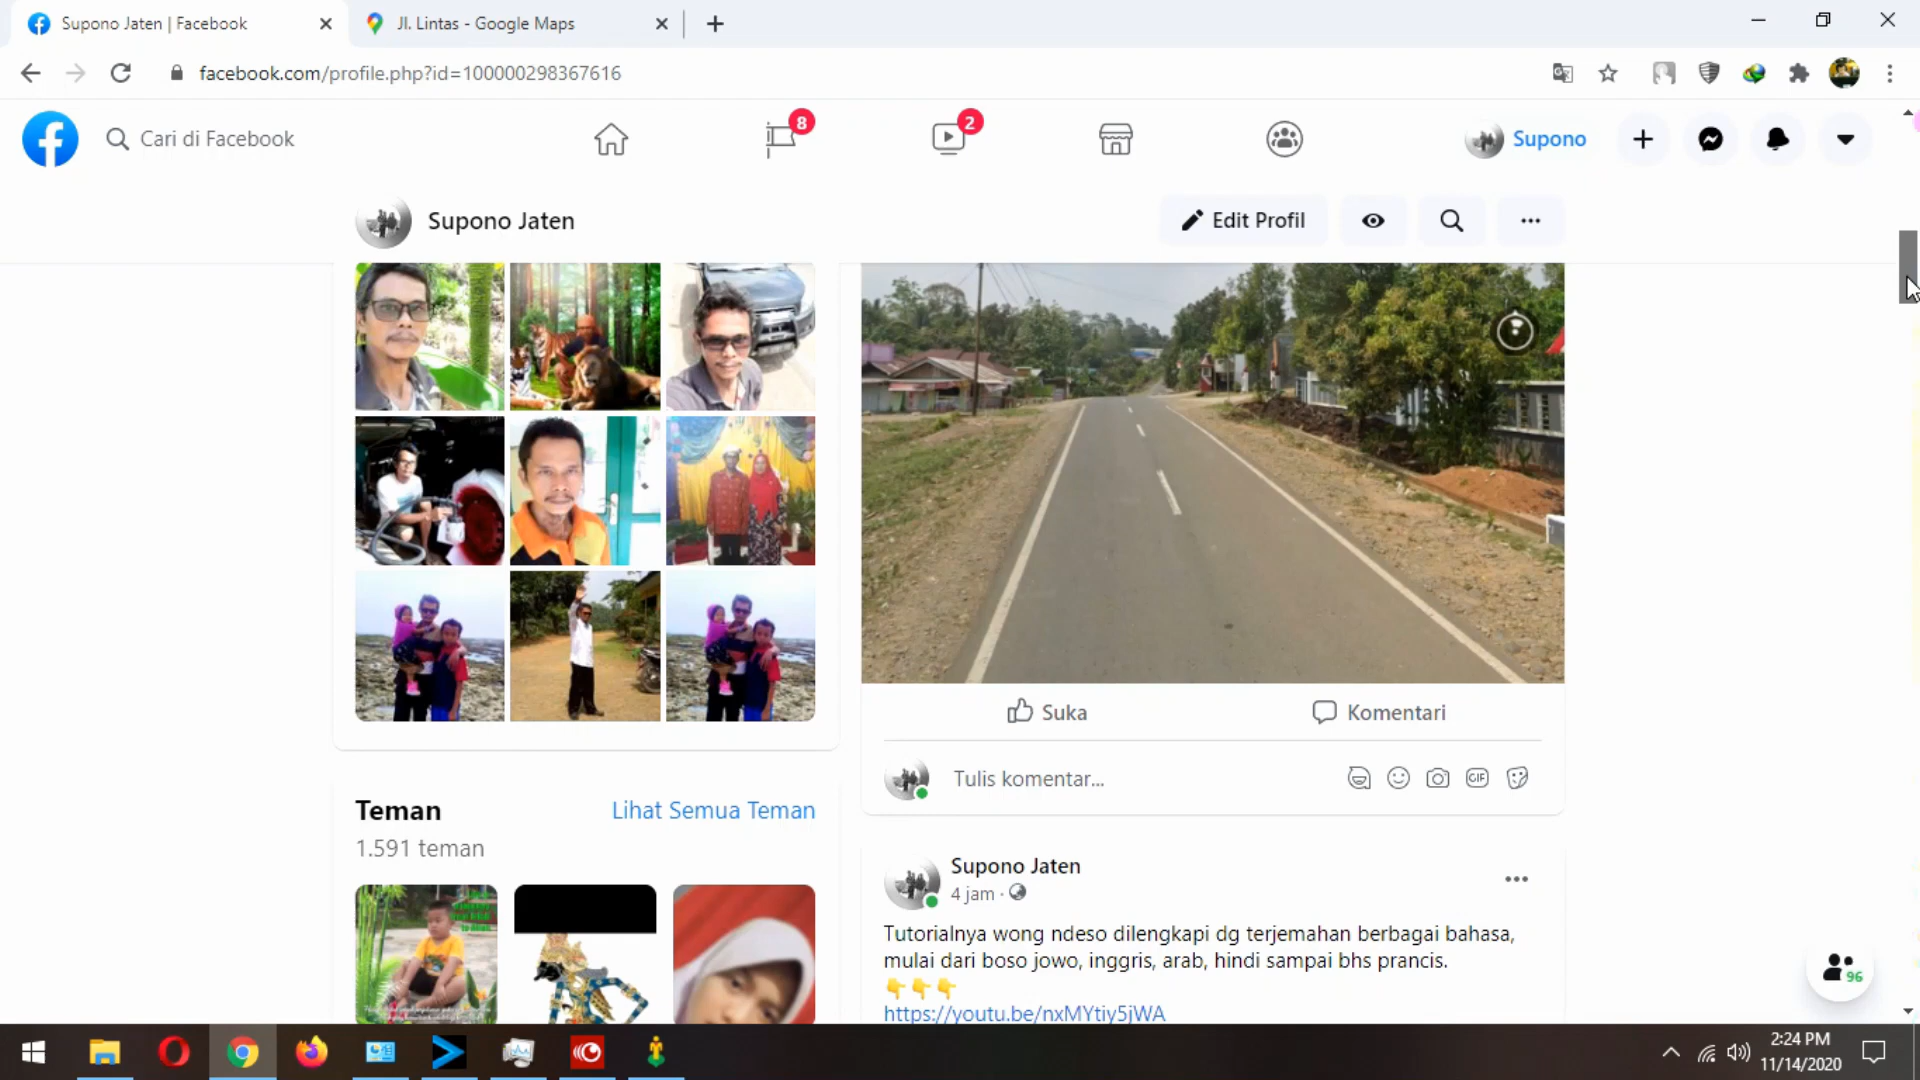 Supono Jaten | Facebook
Jl. Lintas - Google Maps
facebook.com/profile.php?id=100000298367616
Cari di Facebook
8
2
Supono
Supono Jaten
Edit Profil
Suka
Komentari
Tulis komentar...
GIF
Teman
Lihat Semua Teman
1.591 teman
Supono Jaten
4 jam ·
Tutorialnya wong ndeso dilengkapi dg terjemahan berbagai bahasa,
mulai dari boso jowo, inggris, arab, hindi sampai bhs prancis.
👇👇👇
https://youtu.be/nxMYtiy5jWA
96
2:24 PM
11/14/2020